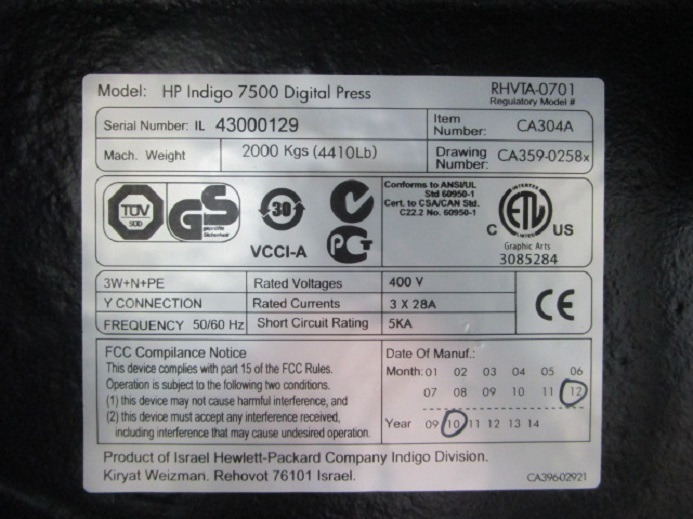 Model: HP Indigo 7500 Digital Press
RHVTA-0701
Regulatory Model #
Serial Number: IL 43000129
Item Number: CA304A
Mach. Weight 2000 Kgs (4410Lb)
Drawing Number: CA359-0258x
TÜV
SÜD
GS
geprüfte
Sicherheit
30
VCCI-A
PCT
Conforms to ANSI/UL
Std 60950-1
Cert. to CSA/CAN Std.
C22.2 No. 60950-1
INTERTEK
C ETL US
LISTED
Graphic Arts
3085284
3W+N+PE Rated Voltages 400 V
Y CONNECTION Rated Currents 3 X 28A
FREQUENCY 50/60 Hz Short Circuit Rating 5KA
CE
FCC Compliance Notice
This device complies with part 15 of the FCC Rules.
Operation is subject to the following two conditions.
(1) this device may not cause harmful interference, and
(2) this device must accept any interference received,
including interference that may cause undesired operation.
Date Of Manuf.:
Month: 01 02 03 04 05 06
07 08 09 10 11 12
Year 09 10 11 12 13 14
Product of Israel Hewlett-Packard Company Indigo Division.
Kiryat Weizman. Rehovot 76101 Israel.
CA396-02921